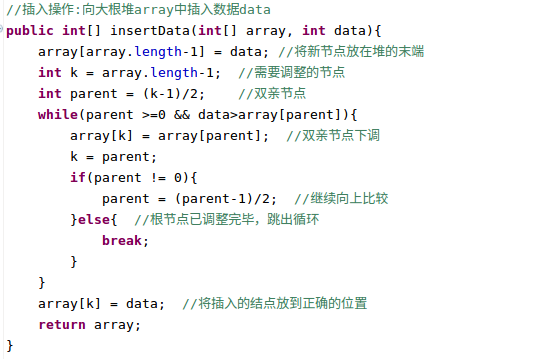 //插入操作:向大根堆array中插入数据data
public int[] insertData(int[] array, int data){
    array[array.length-1] = data; //将新节点放在堆的末端
    int k = array.length-1;  //需要调整的节点
    int parent = (k-1)/2;    //双亲节点
    while(parent >=0 && data>array[parent]){
        array[k] = array[parent];  //双亲节点下调
        k = parent;
        if(parent != 0){
            parent = (parent-1)/2;  //继续向上比较
        }else{  //根节点已调整完毕，跳出循环
            break;
        }
    }
    array[k] = data;  //将插入的结点放到正确的位置
    return array;
}